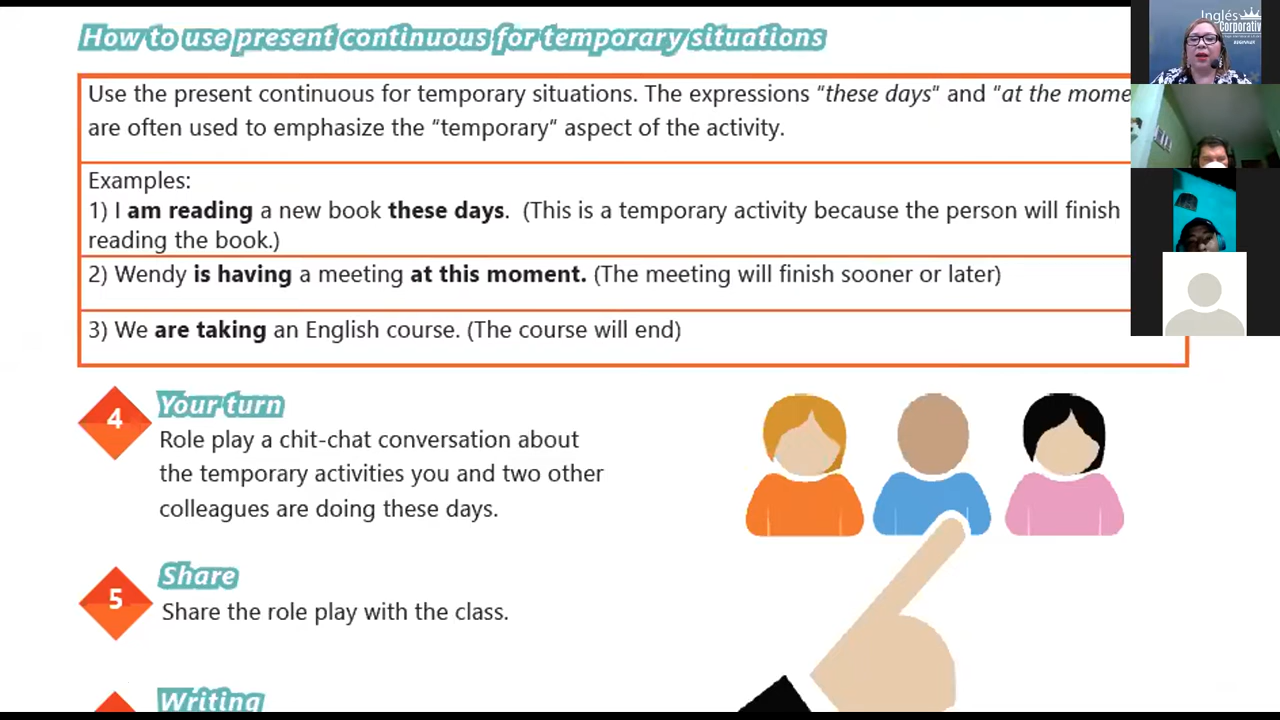 How to use present continuous for temporary situations
Use the present continuous for temporary situations. The expressions "these days" and "at the
are often used to emphasize the "temporary" aspect of the activity.
Examples:
1) I am reading a new book these days. (This is a temporary activity because the person will finish
reading the book.)
2) Wendy is having a meeting at this moment. (The meeting will finish sooner or later)
3) We are taking an English course. (The course will end)
4
Your turn
Role play a chit-chat conversation about
the temporary activities you and two other
colleagues are doing these days.
5
Share
Share the role play with the class.
Writing
Inglés
Corporativo